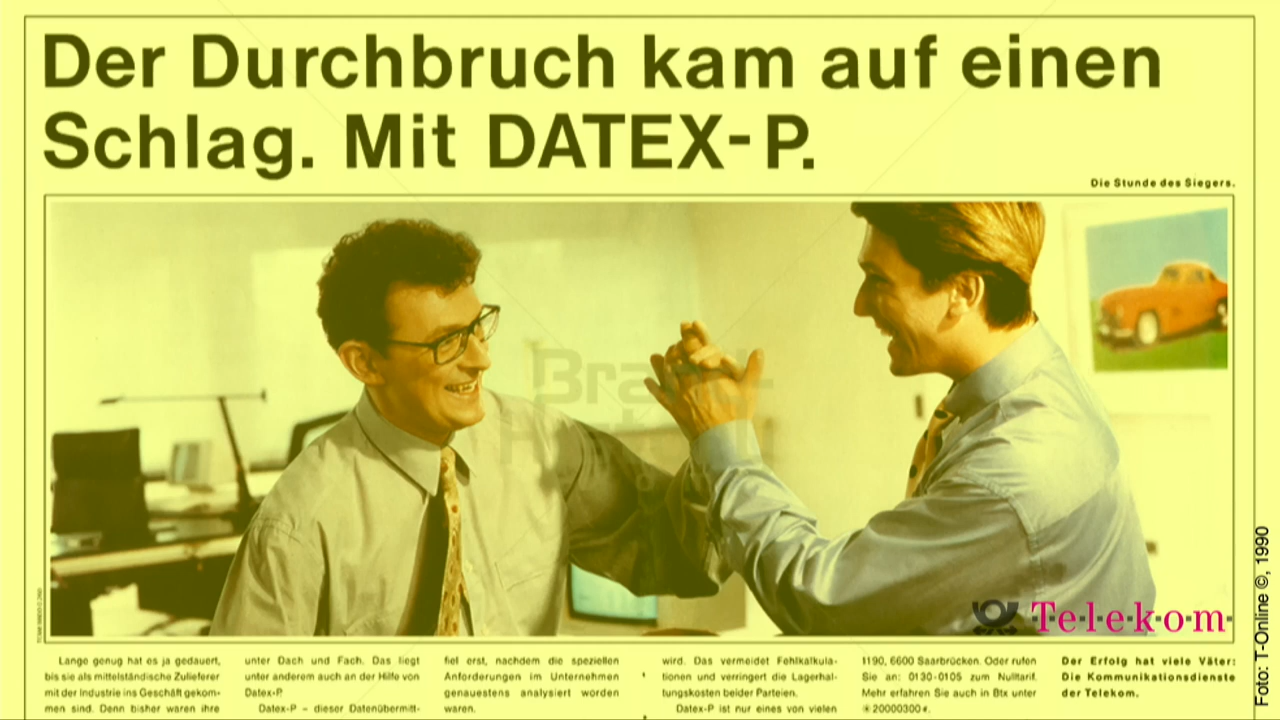 Der Durchbruch kam auf einen
Schlag. Mit DATEX-P.
Die Stunde des Siegers.
Brand-
History
Telekom
Lange genug hat es ja gedauert,
bis sie als mittelständische Zulieferer
mit der Industrie ins Geschäft gekom-
men sind. Denn bisher waren ihre
unter Dach und Fach. Das liegt
unter anderem auch an der Hilfe von
Datex-P.
Datex-P – dieser Datenübermitt-
fiel erst, nachdem die speziellen
Anforderungen im Unternehmen
genauestens analysiert worden
waren.
wird. Das vermeidet Fehlkalkula-
tionen und verringert die Lagerhal-
tungskosten beider Parteien.
Datex-P ist nur eines von vielen
1190, 6600 Saarbrücken. Oder rufen
Sie an: 0130-0105 zum Nulltarif.
Mehr erfahren Sie auch in Btx unter
*20000300#.
Der Erfolg hat viele Väter:
Die Kommunikationsdienste
der Telekom.
Foto: T-Online ©, 1990